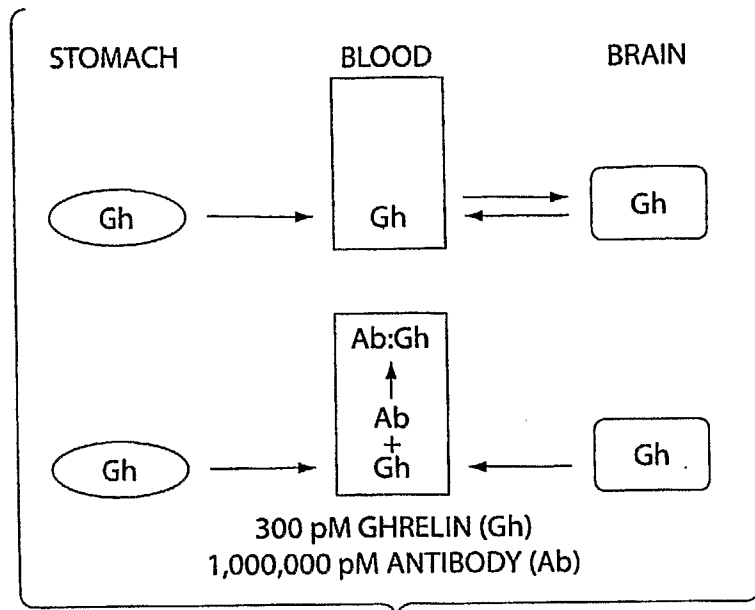 STOMACH BLOOD BRAIN
Gh Gh Gh
Ab:Gh
Ab
+
Gh Gh Gh
300 pM GHRELIN (Gh)
1,000,000 pM ANTIBODY (Ab)